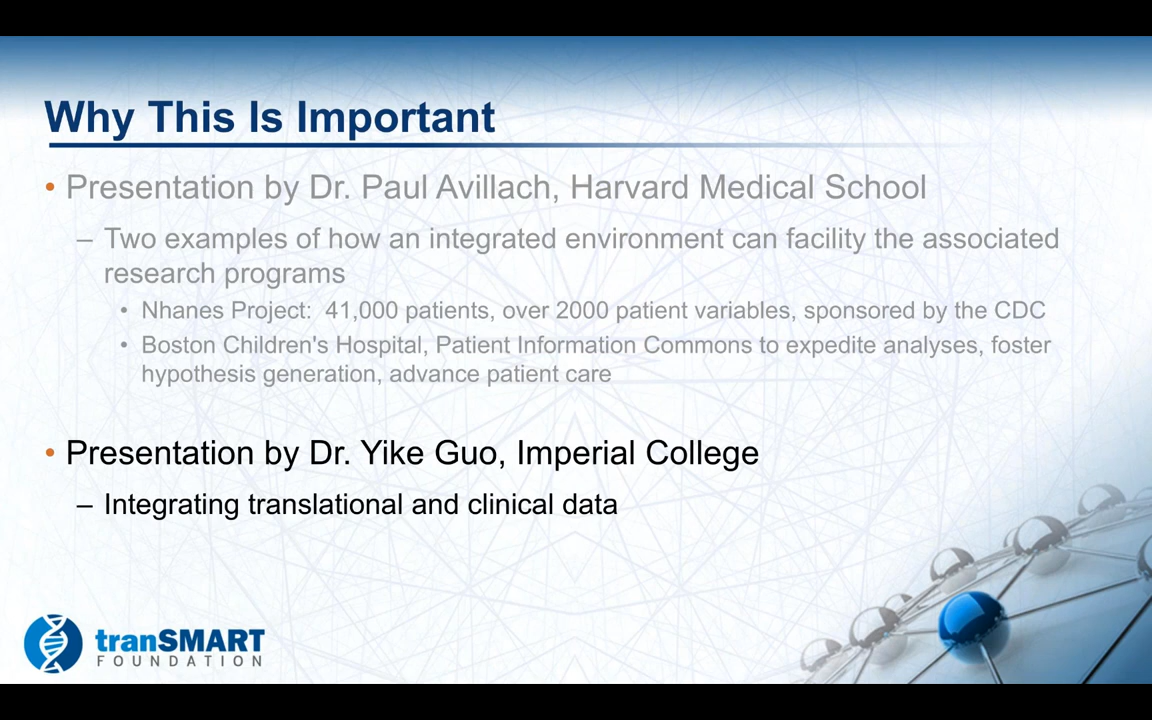 Why This Is Important
• Presentation by Dr. Paul Avillach, Harvard Medical School
– Two examples of how an integrated environment can facility the associated
research programs
• Nhanes Project:  41,000 patients, over 2000 patient variables, sponsored by the CDC
• Boston Children's Hospital, Patient Information Commons to expedite analyses, foster
hypothesis generation, advance patient care
• Presentation by Dr. Yike Guo, Imperial College
– Integrating translational and clinical data
tranSMART
FOUNDATION